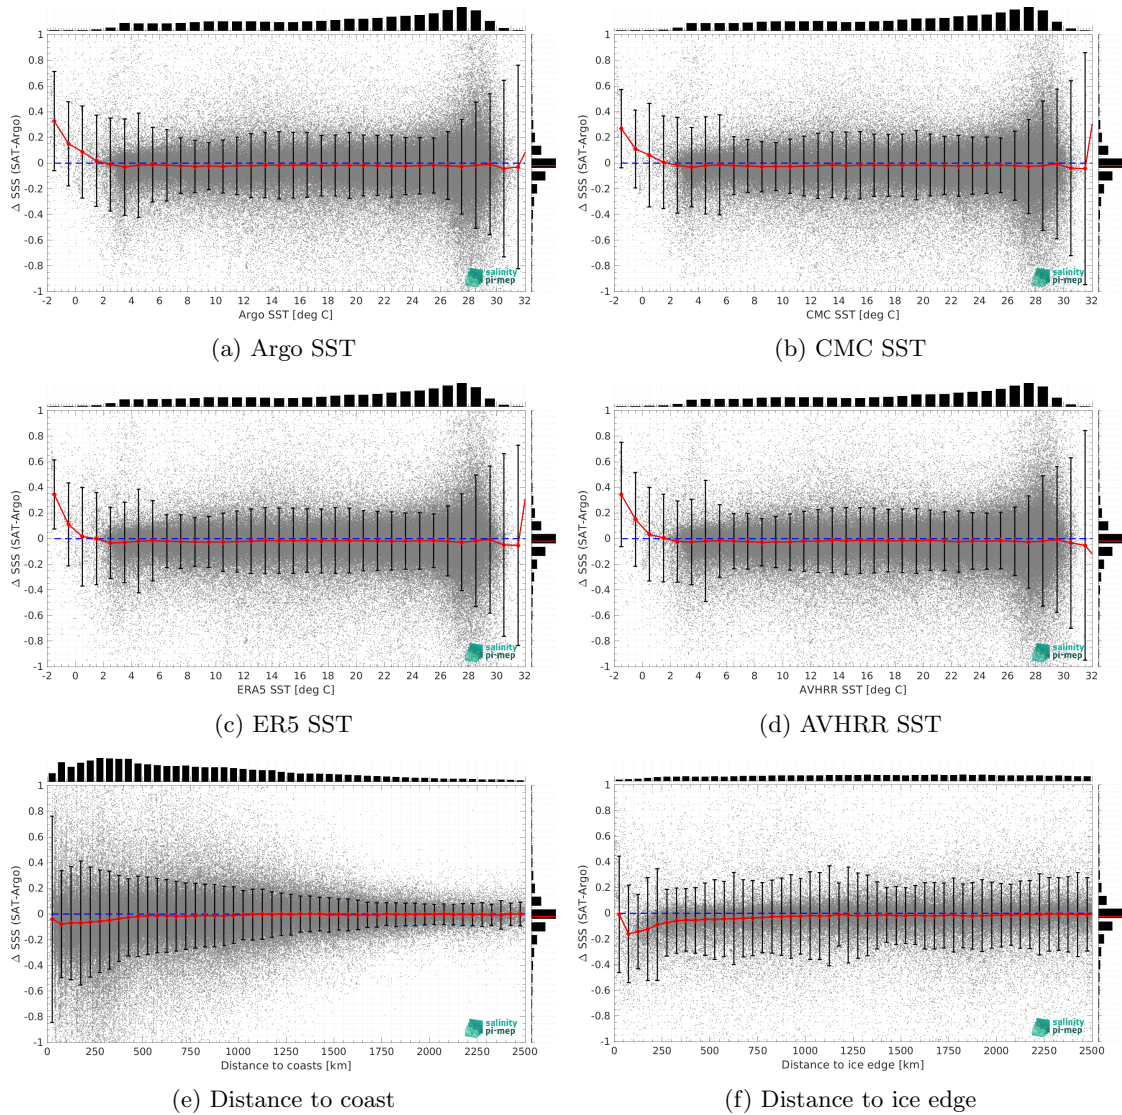 1
0.8
0.6
0.4
0.2
0
-0.2
-0.4
-0.6
-0.8
-1
Δ SSS (SAT-Argo)
-2 0 2 4 6 8 10 12 14 16 18 20 22 24 26 28 30 32
Argo SST [deg C]
salinity
pi-mep
(a) Argo SST
1
0.8
0.6
0.4
0.2
0
-0.2
-0.4
-0.6
-0.8
-1
Δ SSS (SAT-Argo)
-2 0 2 4 6 8 10 12 14 16 18 20 22 24 26 28 30 32
CMC SST [deg C]
salinity
pi-mep
(b) CMC SST
1
0.8
0.6
0.4
0.2
0
-0.2
-0.4
-0.6
-0.8
-1
Δ SSS (SAT-Argo)
-2 0 2 4 6 8 10 12 14 16 18 20 22 24 26 28 30 32
ERA5 SST [deg C]
salinity
pi-mep
(c) ER5 SST
1
0.8
0.6
0.4
0.2
0
-0.2
-0.4
-0.6
-0.8
-1
Δ SSS (SAT-Argo)
-2 0 2 4 6 8 10 12 14 16 18 20 22 24 26 28 30 32
AVHRR SST [deg C]
salinity
pi-mep
(d) AVHRR SST
1
0.8
0.6
0.4
0.2
0
-0.2
-0.4
-0.6
-0.8
-1
Δ SSS (SAT-Argo)
0 250 500 750 1000 1250 1500 1750 2000 2250 2500
Distance to coasts [km]
salinity
pi-mep
(e) Distance to coast
1
0.8
0.6
0.4
0.2
0
-0.2
-0.4
-0.6
-0.8
-1
Δ SSS (SAT-Argo)
0 250 500 750 1000 1250 1500 1750 2000 2250 2500
Distance to ice edge [km]
salinity
pi-mep
(f) Distance to ice edge